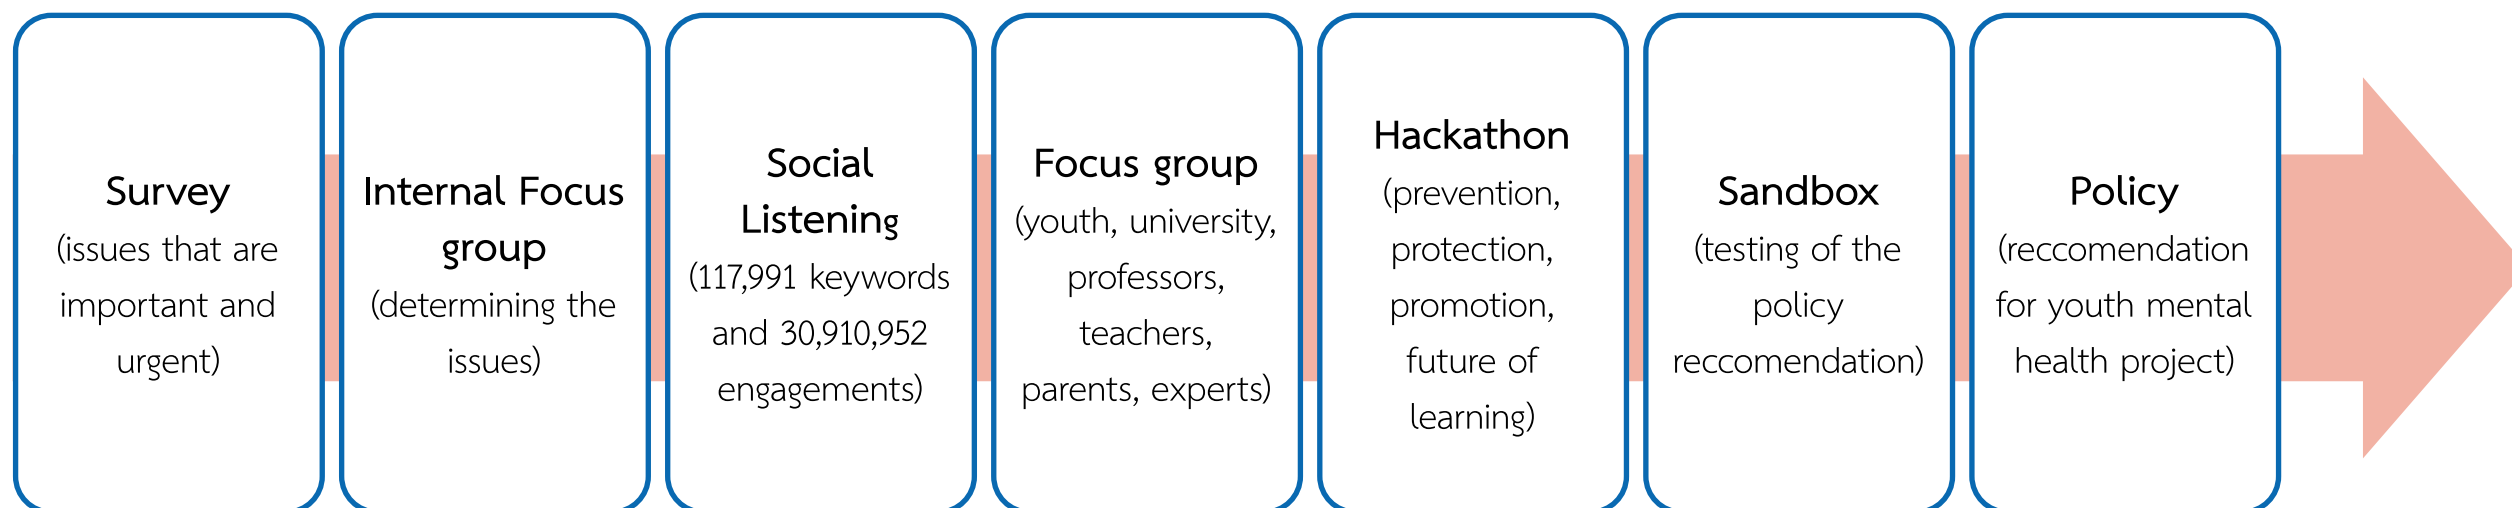 Survey
(issues that are
important and
urgent)
Internal Focus
group
(determining the
issues)
Social
Listening
(117,991 keywords
and 30,910,952
engagements)
Focus group
(youth, university,
professors,
teachers,
parents, experts)
Hackathon
(prevention,
protection,
promotion,
future of
learning)
Sandbox
(testing of the
policy
reccomendation)
Policy
(reccomendation
for youth mental
health project)